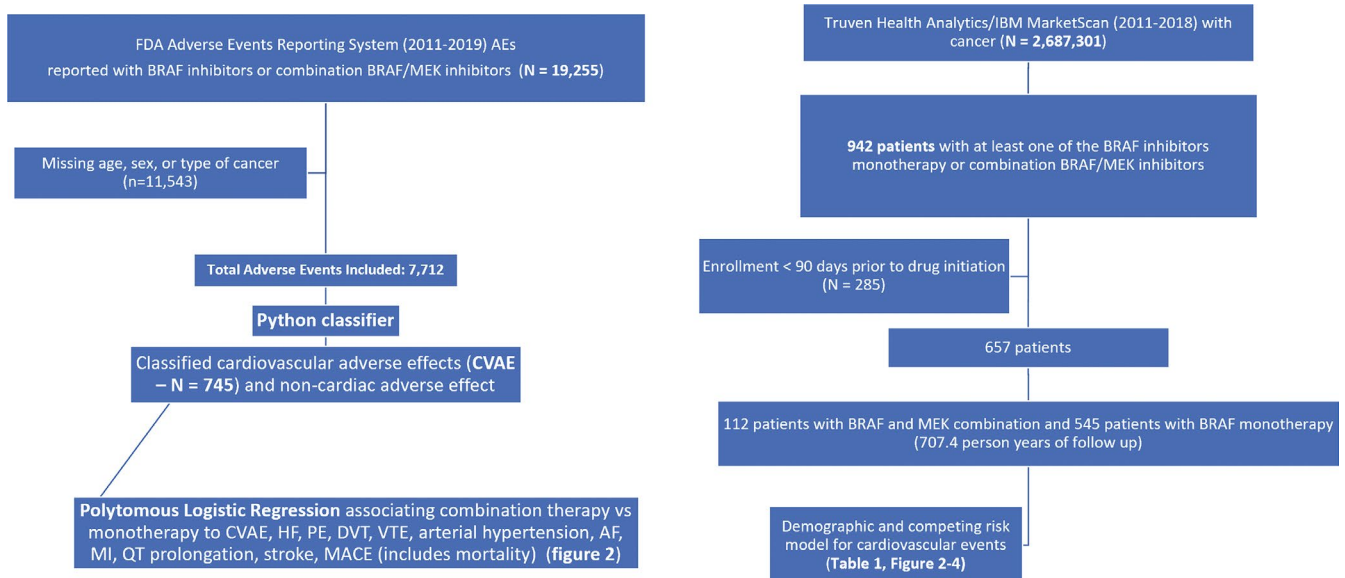 FDA Adverse Events Reporting System (2011-2019) AEs
reported with BRAF inhibitors or combination BRAF/MEK inhibitors (N = 19,255)
Missing age, sex, or type of cancer
(n=11,543)
Total Adverse Events Included: 7,712
Python classifier
Classified cardiovascular adverse effects (CVAE
– N = 745) and non-cardiac adverse effect
Polytomous Logistic Regression associating combination therapy vs
monotherapy to CVAE, HF, PE, DVT, VTE, arterial hypertension, AF,
MI, QT prolongation, stroke, MACE (includes mortality) (figure 2)
Truven Health Analytics/IBM MarketScan (2011-2018) with
cancer (N = 2,687,301)
942 patients with at least one of the BRAF inhibitors
monotherapy or combination BRAF/MEK inhibitors
Enrollment < 90 days prior to drug initiation
(N = 285)
657 patients
112 patients with BRAF and MEK combination and 545 patients with BRAF monotherapy
(707.4 person years of follow up)
Demographic and competing risk
model for cardiovascular events
(Table 1, Figure 2-4)